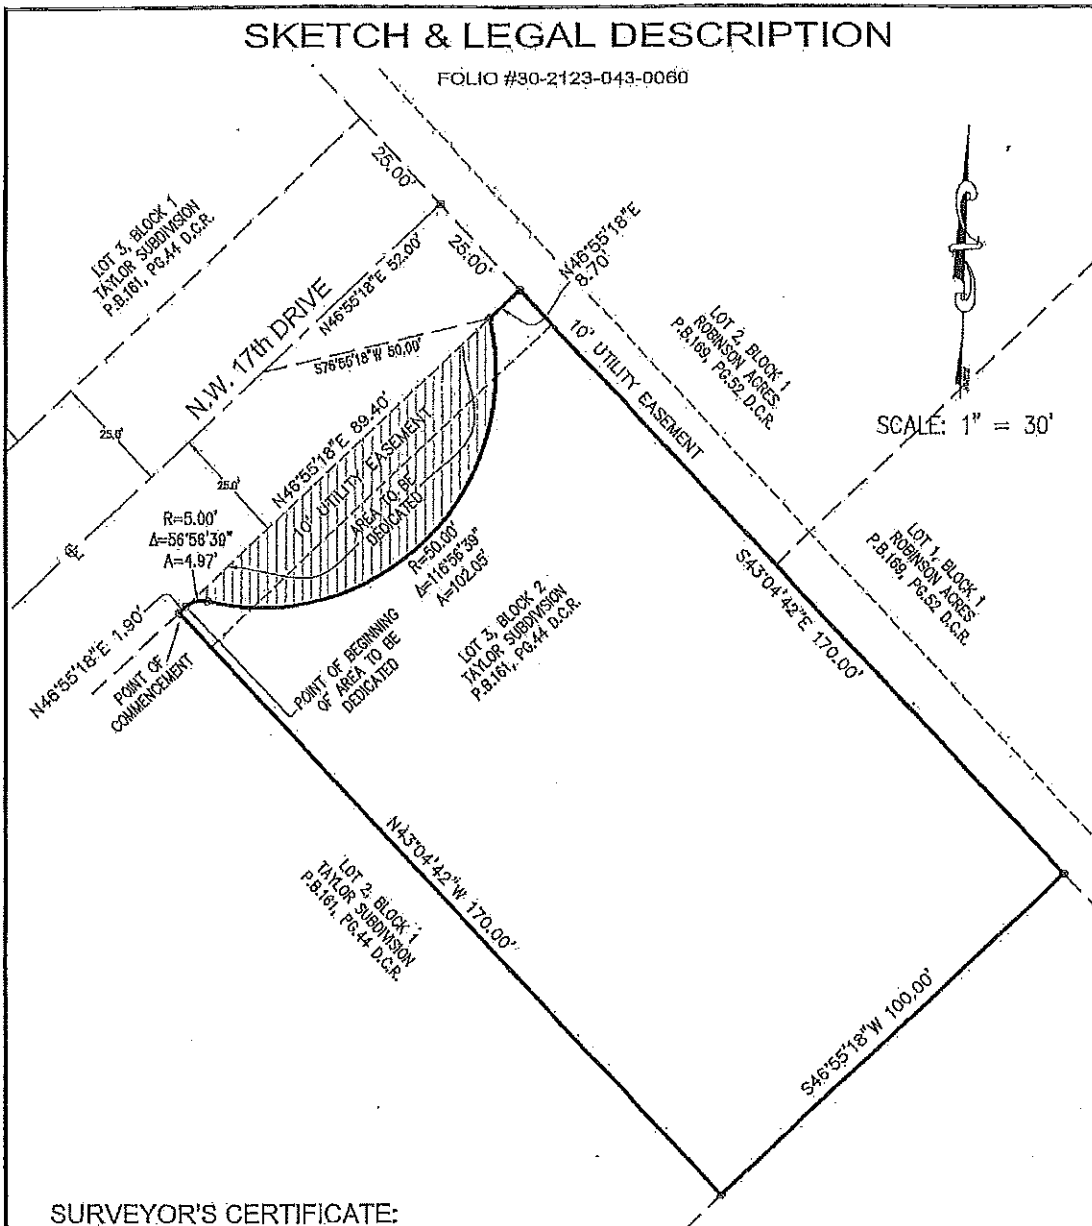 SKETCH & LEGAL DESCRIPTION
FOLIO #30-2123-043-0060
25.00'
LOT 3, BLOCK 1
TAYLOR SUBDIVISION
P.B.161, PG.44 D.C.R.
25.00'
N46°55'18"E
8.70'
N.W. 17th DRIVE
N46°55'18"E 52.00'
S76°55'18"W 50.00'
10' UTILITY EASEMENT
LOT 2, BLOCK 1
ROBINSON ACRES
P.B.169, PG.52 D.C.R.
SCALE: 1" = 30'
25.0'
25.0'
N46°55'18"E 89.40'
10' UTILITY EASEMENT
AREA TO BE
DEDICATED
R=5.00'
Δ=56°56'39"
A=4.97'
R=50.00'
Δ=116°56'39"
A=102.05'
LOT 1, BLOCK 1
ROBINSON ACRES
P.B.169, PG.52 D.C.R.
S43°04'42"E 170.00'
N46°55'18"E 1.90'
POINT OF
COMMENCEMENT
POINT OF BEGINNING
OF AREA TO BE
DEDICATED
LOT 3, BLOCK 2
TAYLOR SUBDIVISION
P.B.161, PG.44 D.C.R.
N43°04'42"W 170.00'
LOT 2, BLOCK 1
TAYLOR SUBDIVISION
P.B.161, PG.44 D.C.R.
S46°55'18"W 100.00'
SURVEYOR'S CERTIFICATE: